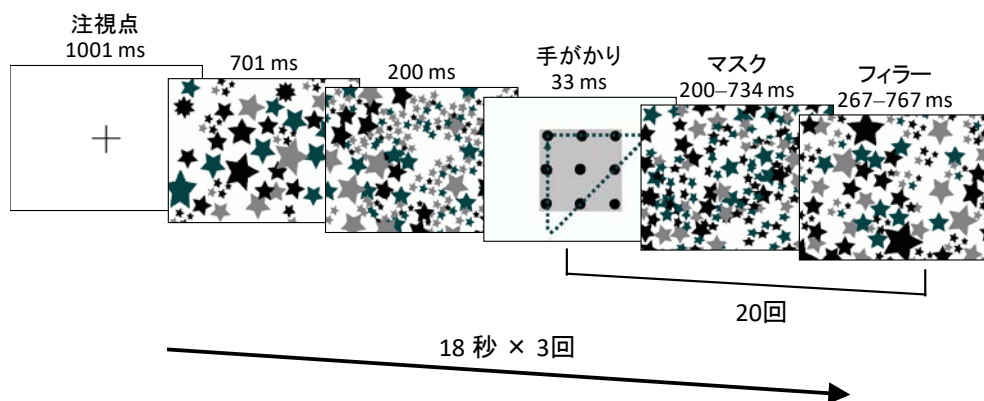 注視点
1001 ms
701 ms
200 ms
手がかり
33 ms
マスク
200–734 ms
フィラー
267–767 ms
20回
18 秒 × 3回